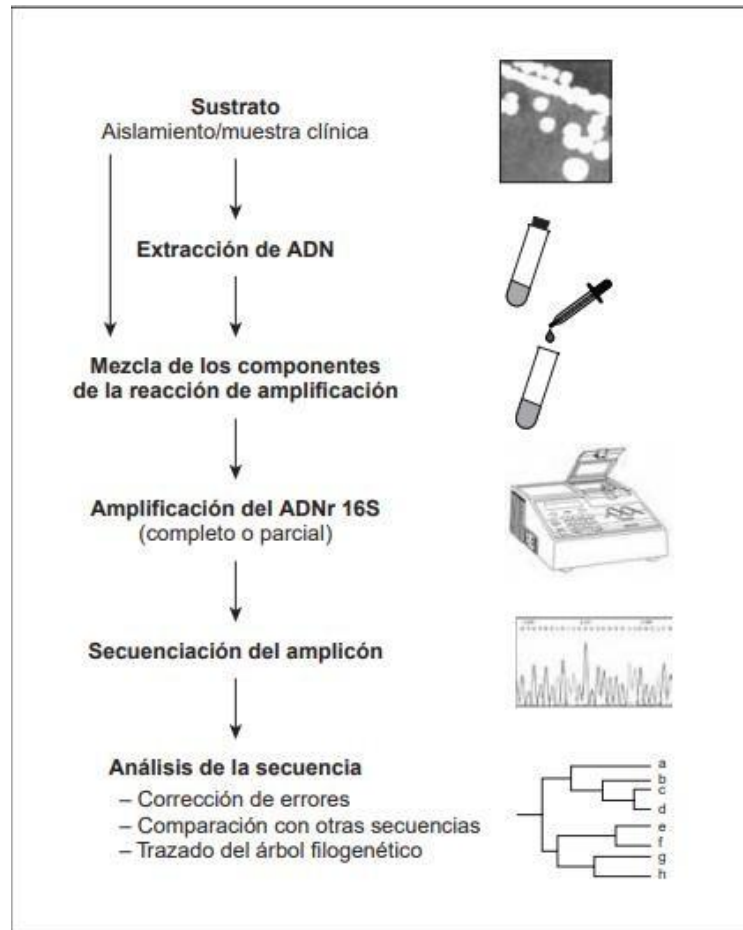 Sustrato
Aislamiento/muestra clínica
Extracción de ADN
Mezcla de los componentes
de la reacción de amplificación
Amplificación del ADNr 16S
(completo o parcial)
Secuenciación del amplicón
Análisis de la secuencia
– Corrección de errores
– Comparación con otras secuencias
– Trazado del árbol filogenético
a
b
c
d
e
f
g
h